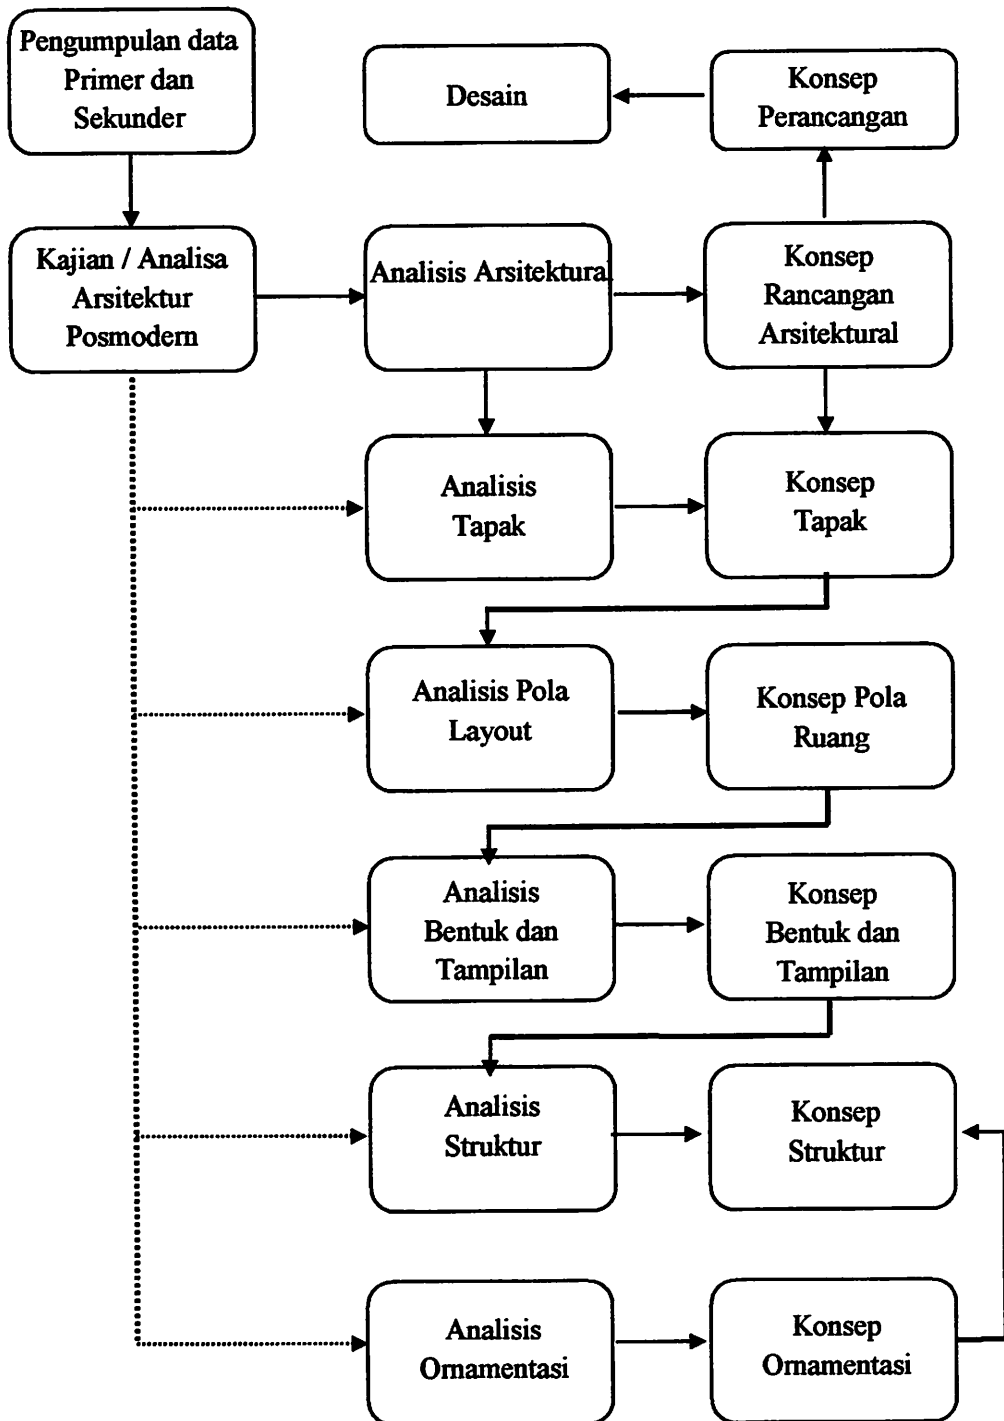 Pengumpulan data
Primer dan
Sekunder
Desain
Konsep
Perancangan
Kajian / Analisa
Arsitektur
Posmodern
Analisis Arsitektural
Konsep
Rancangan
Arsitektural
Analisis
Tapak
Konsep
Tapak
Analisis Pola
Layout
Konsep Pola
Ruang
Analisis
Bentuk dan
Tampilan
Konsep
Bentuk dan
Tampilan
Analisis
Struktur
Konsep
Struktur
Analisis
Ornamentasi
Konsep
Ornamentasi